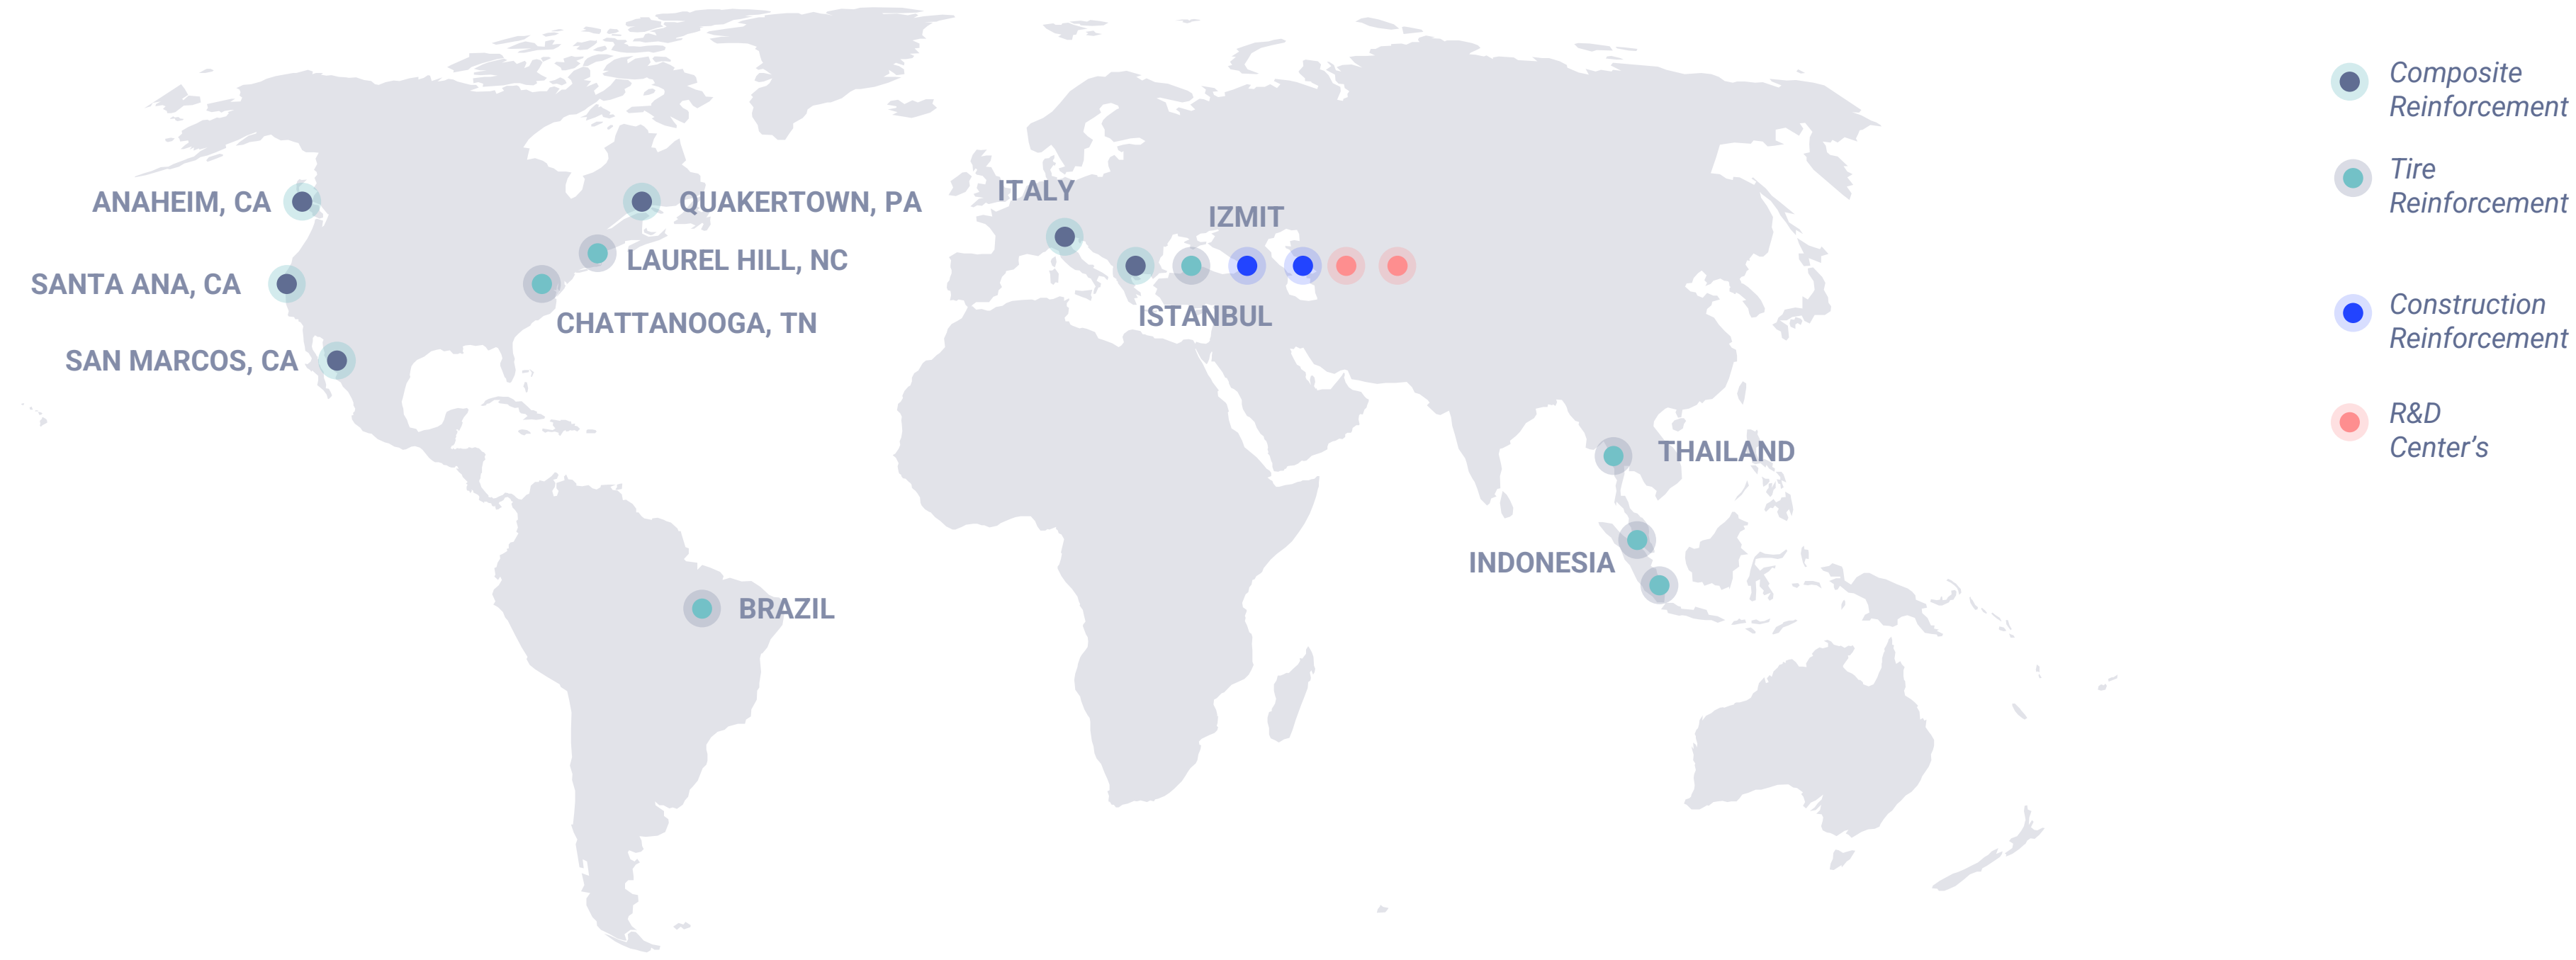 ANAHEIM, CA
SANTA ANA, CA
SAN MARCOS, CA
QUAKERTOWN, PA
LAUREL HILL, NC
CHATTANOOGA, TN
BRAZIL
ITALY
IZMIT
ISTANBUL
THAILAND
INDONESIA
Composite
Reinforcement
Tire
Reinforcement
Construction
Reinforcement
R&D
Center’s